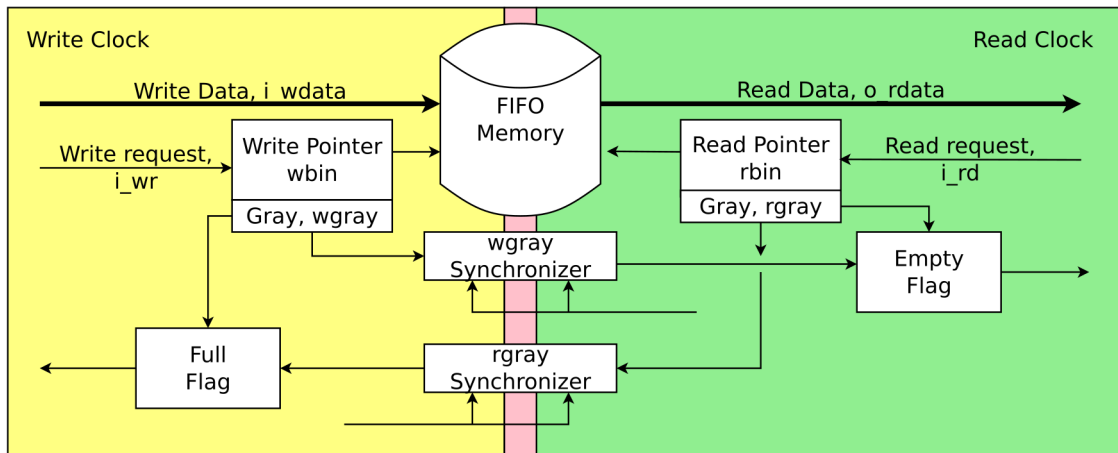 Write Clock
Read Clock
Write Data, i_wdata
FIFO
Memory
Read Data, o_rdata
Write request,
i_wr
Write Pointer
wbin
Gray, wgray
Read Pointer
rbin
Gray, rgray
Read request,
i_rd
wgray
Synchronizer
Empty
Flag
rgray
Synchronizer
Full
Flag